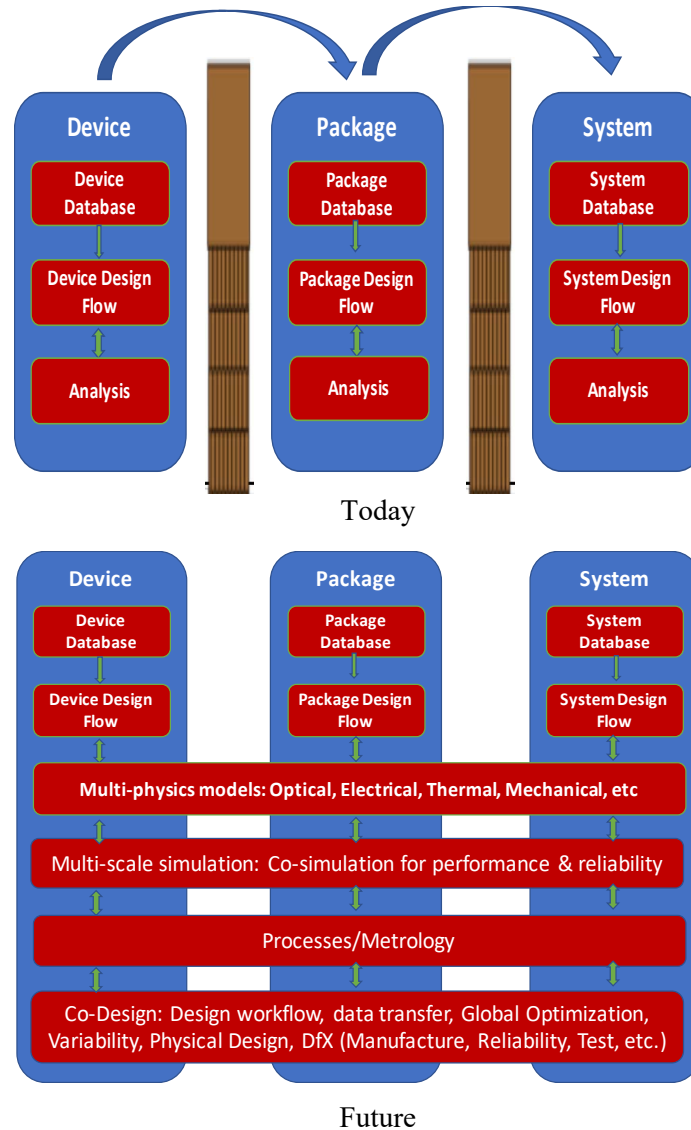 Device
Package
System
Device
Database
Package
Database
System
Database
Device Design
Flow
Package Design
Flow
System Design
Flow
Analysis
Analysis
Analysis
Today
Device
Package
System
Device
Database
Package
Database
System
Database
Device Design
Flow
Package Design
Flow
System Design
Flow
Multi-physics models: Optical, Electrical, Thermal, Mechanical, etc
Multi-scale simulation: Co-simulation for performance & reliability
Processes/Metrology
Co-Design: Design workflow, data transfer, Global Optimization,
Variability, Physical Design, DfX (Manufacture, Reliability, Test, etc.)
Future